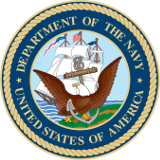 DEPARTMENT OF THE NAVY
UNITED STATES OF AMERICA